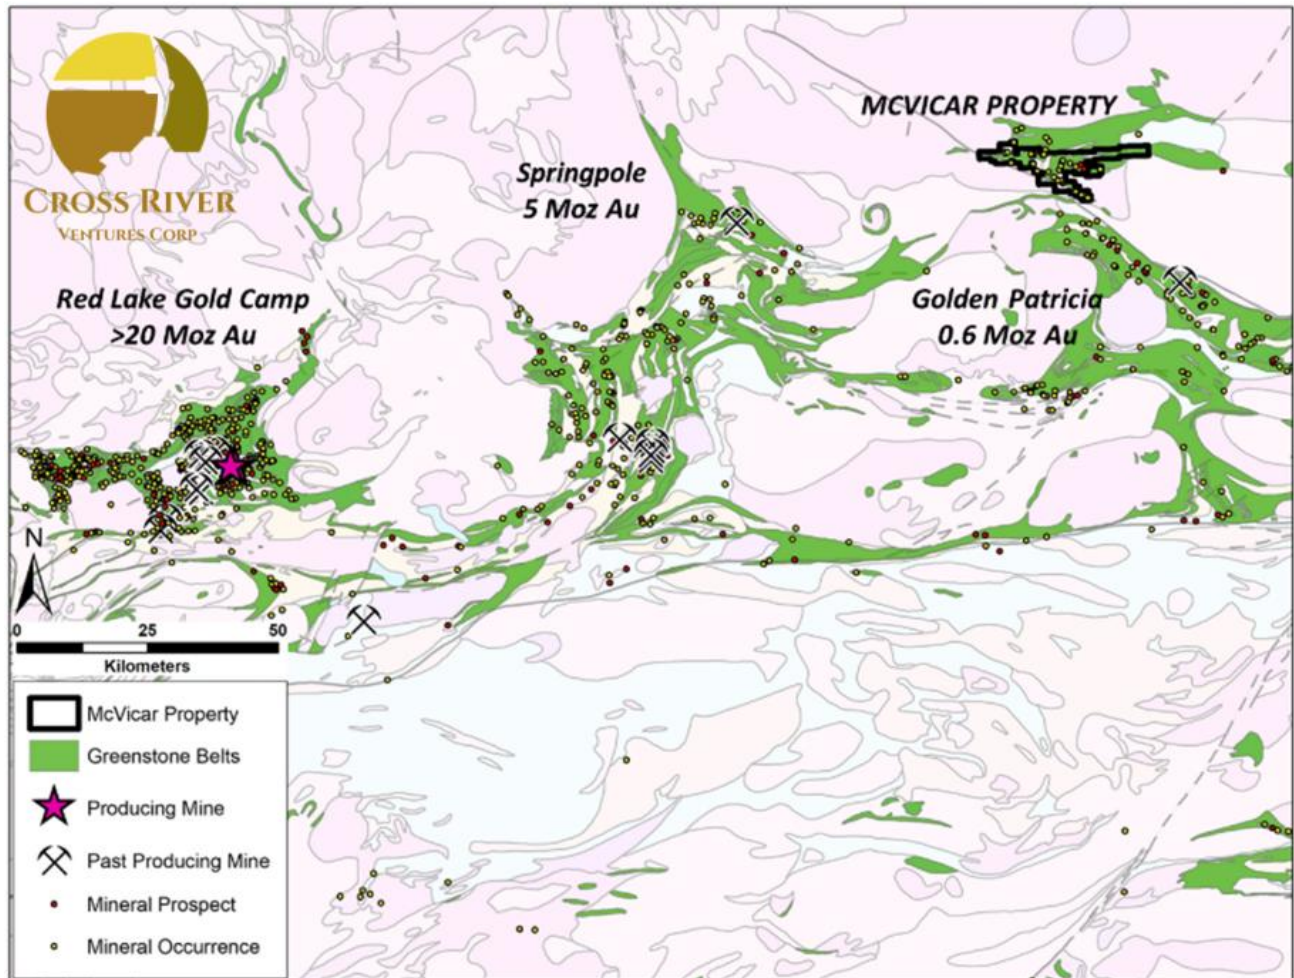 CROSS RIVER
VENTURES CORP
MCVICAR PROPERTY
Springpole
5 Moz Au
Red Lake Gold Camp
>20 Moz Au
Golden Patricia
0.6 Moz Au
N
0 25 50
Kilometers
McVicar Property
Greenstone Belts
Producing Mine
Past Producing Mine
Mineral Prospect
Mineral Occurrence